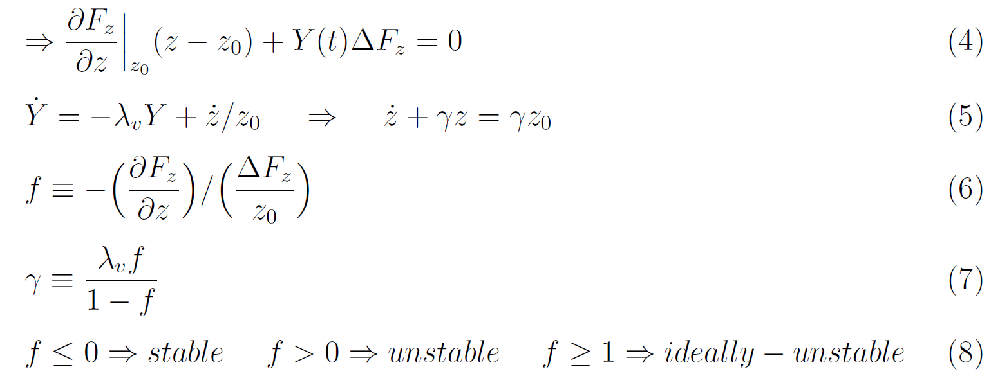 ⇒ ∂F_z/∂z |_{z_0} (z − z_0) + Y(t)ΔF_z = 0 (4)
Ẏ = −λ_v Y + ż/z_0 ⇒ ż + γz = γz_0 (5)
f ≡ −(∂F_z/∂z)/(ΔF_z/z_0) (6)
γ ≡ λ_v f/(1 − f) (7)
f ≤ 0 ⇒ stable f > 0 ⇒ unstable f ≥ 1 ⇒ ideally − unstable (8)